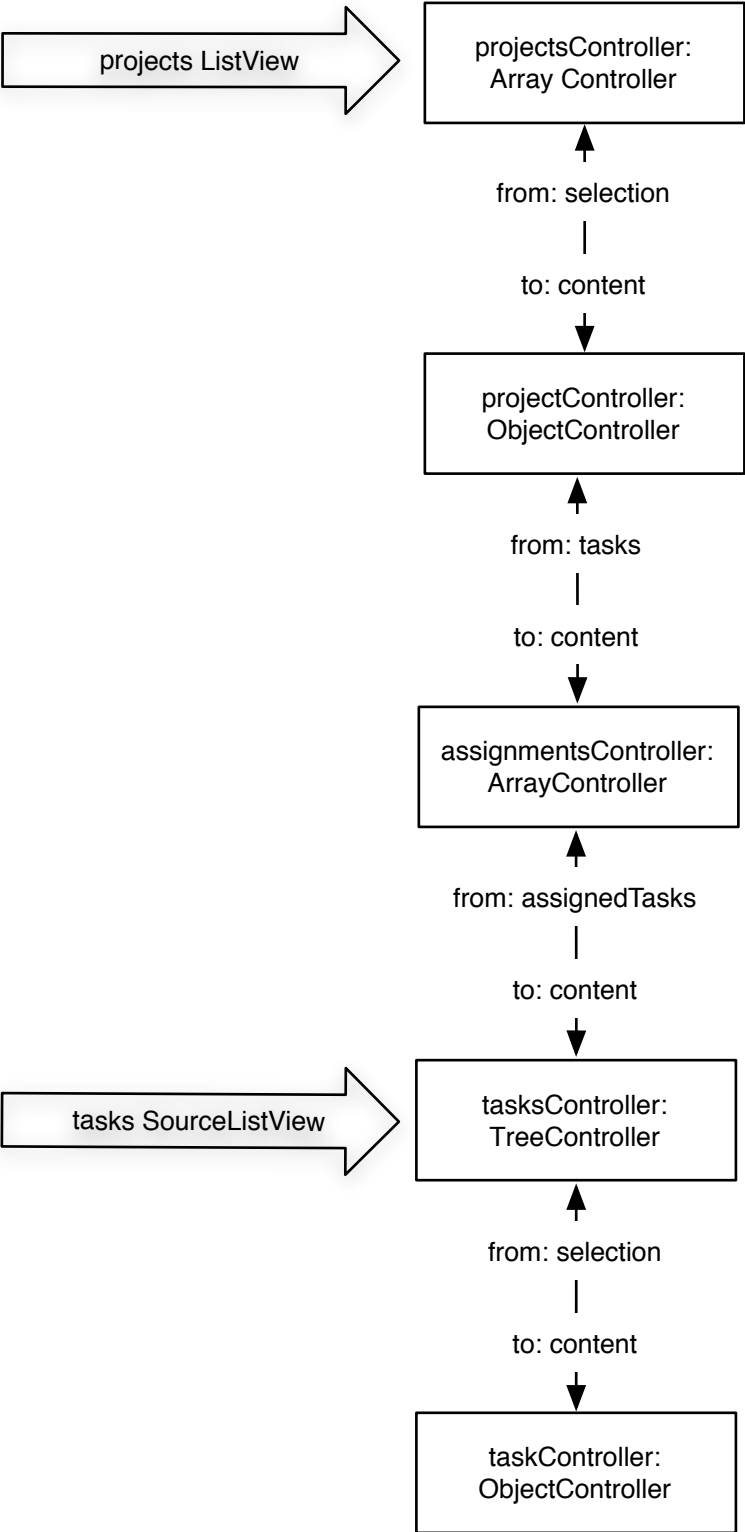 projects ListView
projectsController:
Array Controller
from: selection
to: content
projectController:
ObjectController
from: tasks
to: content
assignmentsController:
ArrayController
from: assignedTasks
to: content
tasks SourceListView
tasksController:
TreeController
from: selection
to: content
taskController:
ObjectController